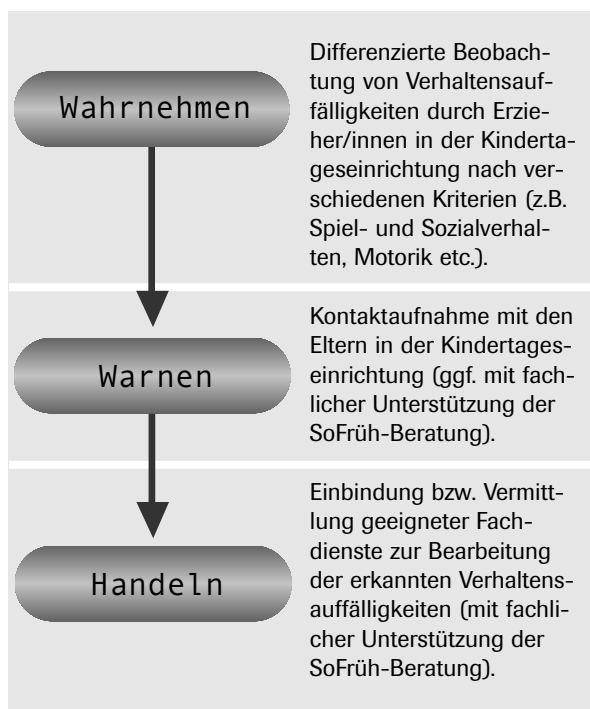 Wahrnehmen
Differenzierte Beobach-
tung von Verhaltensauf-
fälligkeiten durch Erzie-
her/innen in der Kinderta-
geseinrichtung nach ver-
schiedenen Kriterien (z.B.
Spiel- und Sozialverhal-
ten, Motorik etc.).
Warnen
Kontaktaufnahme mit den
Eltern in der Kindertages-
einrichtung (ggf. mit fach-
licher Unterstützung der
SoFrüh-Beratung).
Handeln
Einbindung bzw. Vermitt-
lung geeigneter Fach-
dienste zur Bearbeitung
der erkannten Verhaltens-
auffälligkeiten (mit fachli-
cher Unterstützung der
SoFrüh-Beratung).